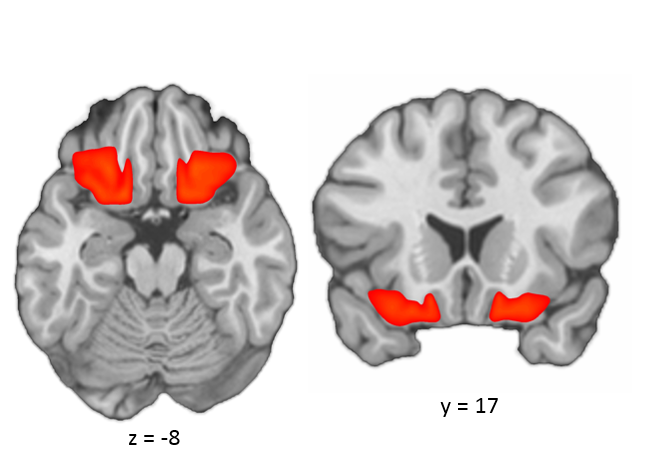 z = -8
y = 17